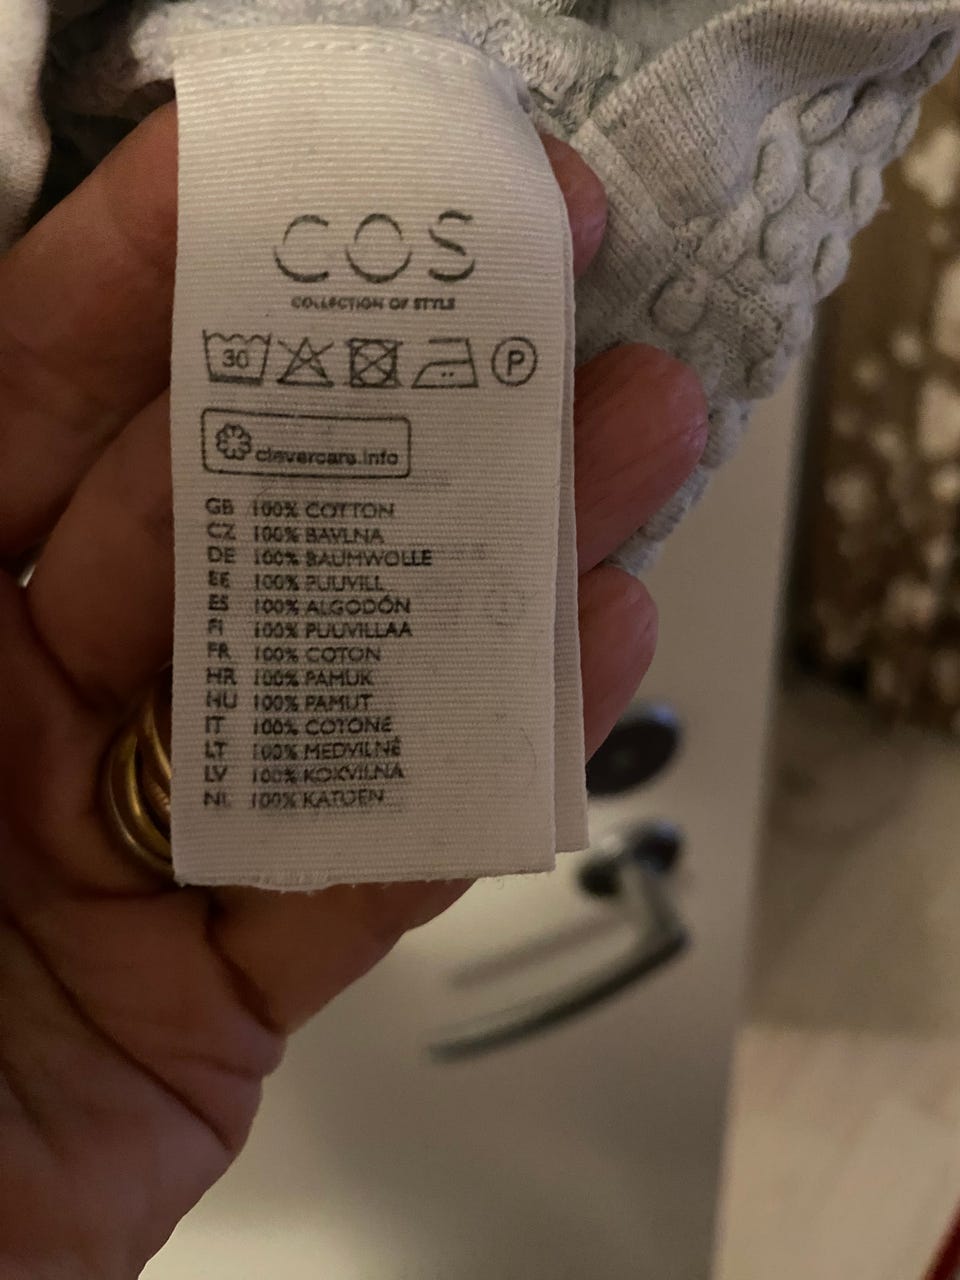 COS
COLLECTION OF STYLE
30 P
clevercare.info
GB 100% COTTON
CZ 100% BAVLNA
DE 100% BAUMWOLLE
EE 100% PUUVILL
ES 100% ALGODÓN
FI 100% PUUVILLAA
FR 100% COTON
HR 100% PAMUK
HU 100% PAMUT
IT 100% COTONE
LT 100% MEDVILNĖ
LV 100% KOKVILNA
NL 100% KATOEN